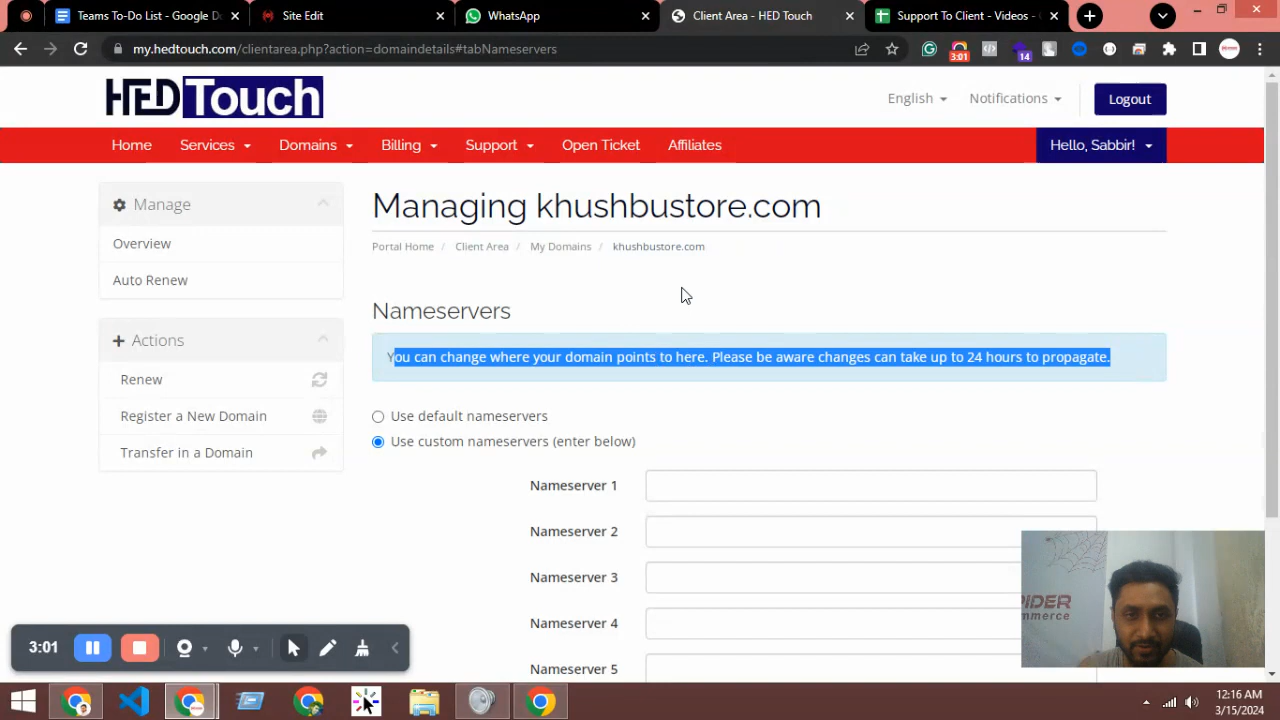 Teams To-Do List - Google D
Site Edit
WhatsApp
Client Area - HED Touch
Support To Client - Videos -
my.hedtouch.com/clientarea.php?action=domaindetails#tabNameservers
3:01
14
HED Touch
English
Notifications
Logout
Home
Services
Domains
Billing
Support
Open Ticket
Affiliates
Hello, Sabbir!
Manage
Overview
Auto Renew
Actions
Renew
Register a New Domain
Transfer in a Domain
Managing khushbustore.com
Portal Home / Client Area / My Domains / khushbustore.com
Nameservers
You can change where your domain points to here. Please be aware changes can take up to 24 hours to propagate.
Use default nameservers
Use custom nameservers (enter below)
Nameserver 1
Nameserver 2
Nameserver 3
Nameserver 4
Nameserver 5
PIDER
mmerce
3:01
12:16 AM
3/15/2024